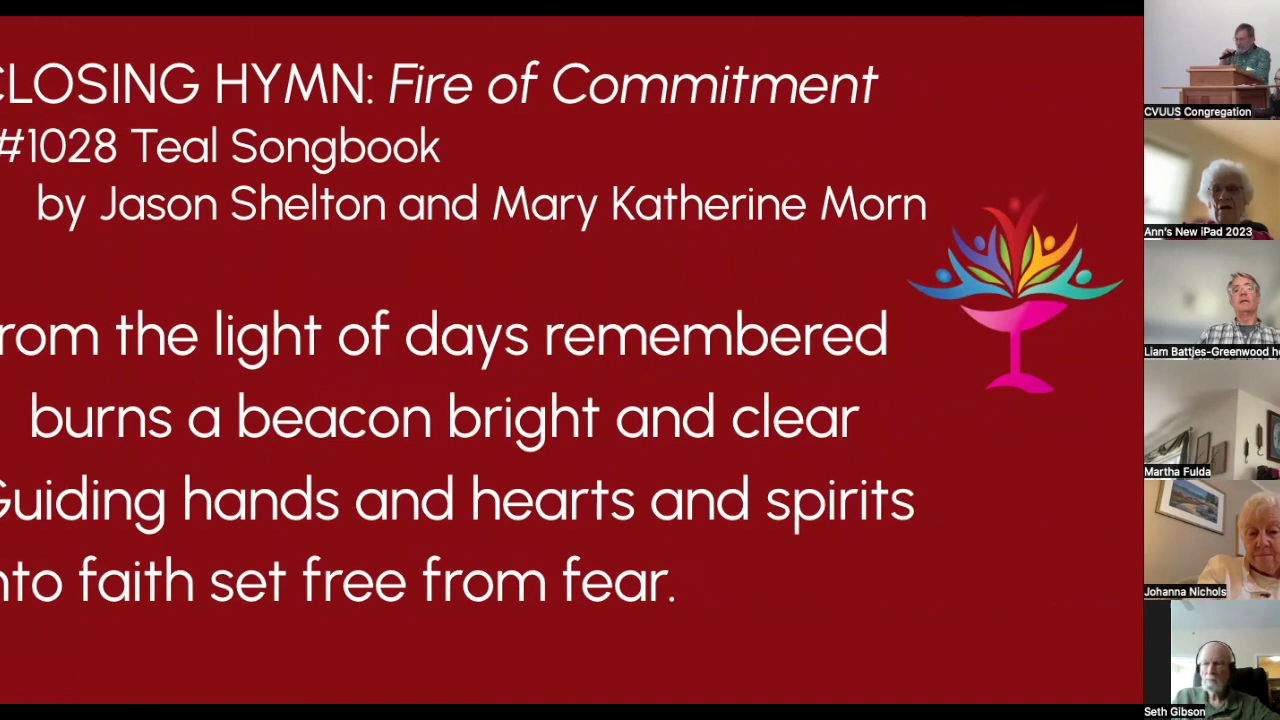 CLOSING HYMN: Fire of Commitment
#1028 Teal Songbook
by Jason Shelton and Mary Katherine Morn
rom the light of days remembered
burns a beacon bright and clear
Guiding hands and hearts and spirits
nto faith set free from fear.
CVUUS Congregation
Ann's New iPad 2023
Liam Battjes-Greenwood he
Martha Fulda
Johanna Nichols
Seth Gibson